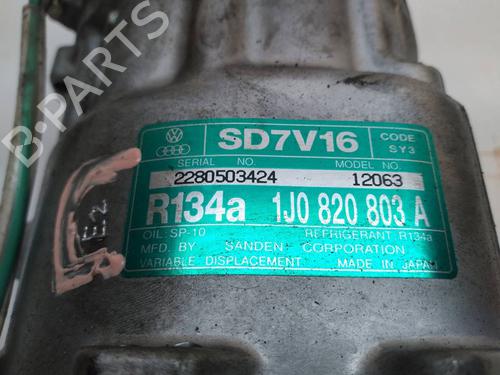 SD7V16
CODE
SY3
SERIAL NO.
MODEL NO.
2280503424
12063
R134a 1J0 820 803 A
OIL: SP-10
REFRIGERANT R134a
MFD. BY SANDEN CORPORATION
VARIABLE DISPLACEMENT MADE IN JAPAN
E2
B-PARTS